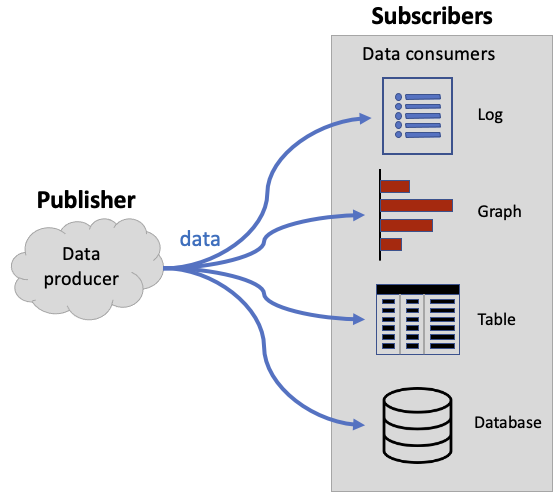 Subscribers
Data consumers
Log
Graph
Publisher
Data
producer
data
Table
Database